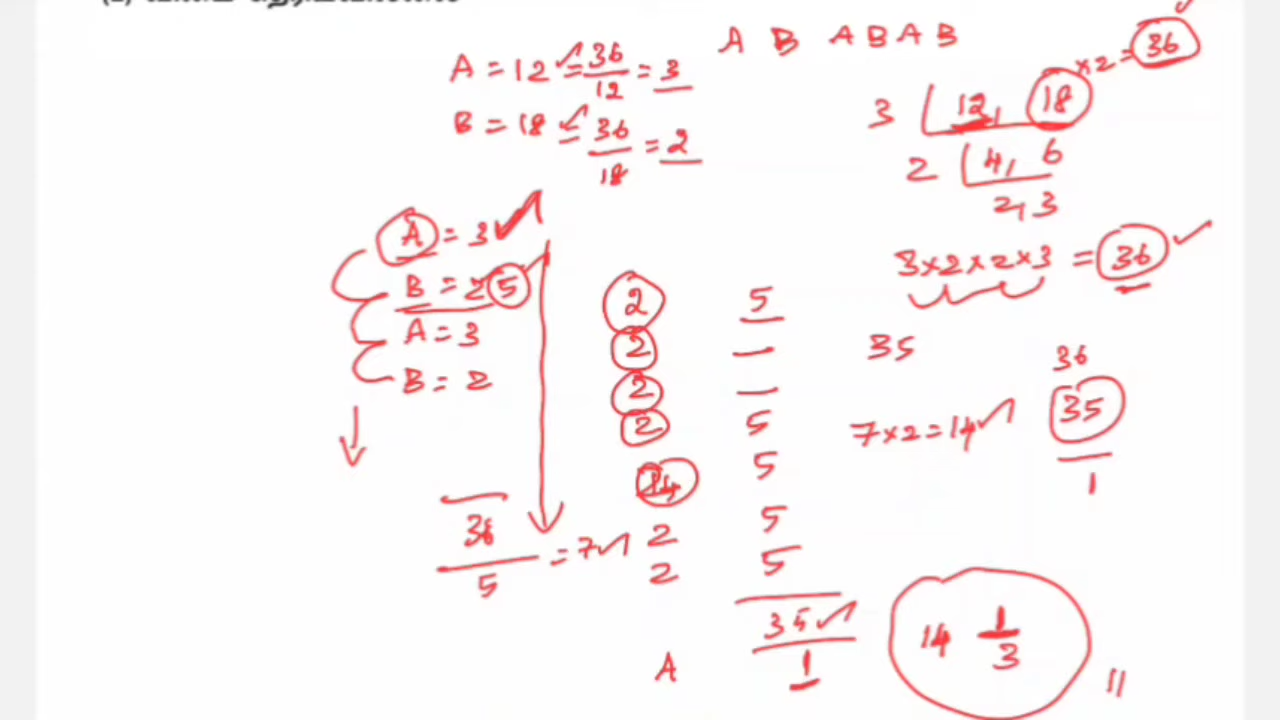 A = 12 = 36/12 = 3
B = 18 = 36/18 = 2
A B A B A B
3 | 12, 18 ×2 = 36
2 | 4, 6
2, 3
3×2×2×3 = 36
A = 3
B = 2 5
A = 3
B = 2
36/5 = 7
2
2
2
2
14
2
2
5
5
5
5
5
35
1
A
35
7×2=14
36
35
1
14 1/3